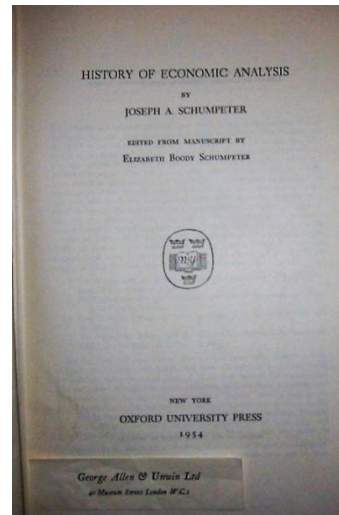 HISTORY OF ECONOMIC ANALYSIS
BY
JOSEPH A. SCHUMPETER
EDITED FROM MANUSCRIPT BY
ELIZABETH BOODY SCHUMPETER
NEW YORK
OXFORD UNIVERSITY PRESS
1954
George Allen & Unwin Ltd
40 Museum Street London W.C.1